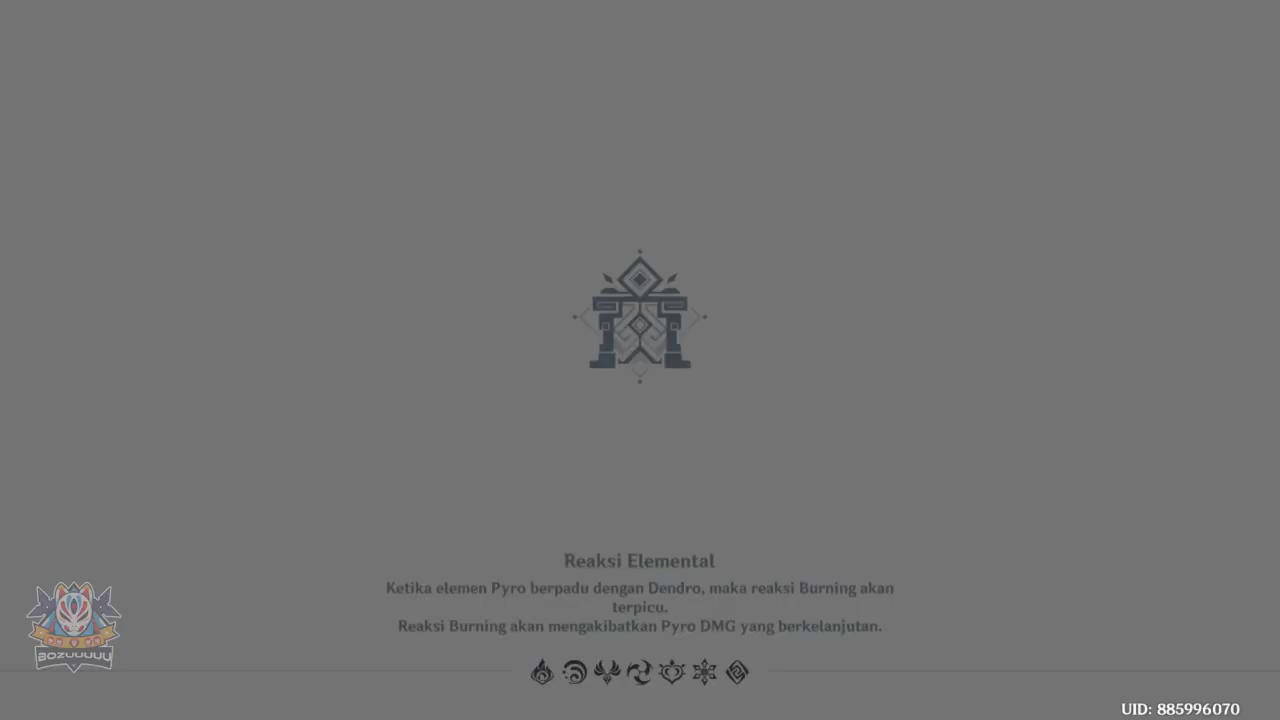 Reaksi Elemental
Ketika elemen Pyro berpadu dengan Dendro, maka reaksi Burning akan
terpicu.
Reaksi Burning akan mengakibatkan Pyro DMG yang berkelanjutan.
BOZUUUUU
UID: 885996070